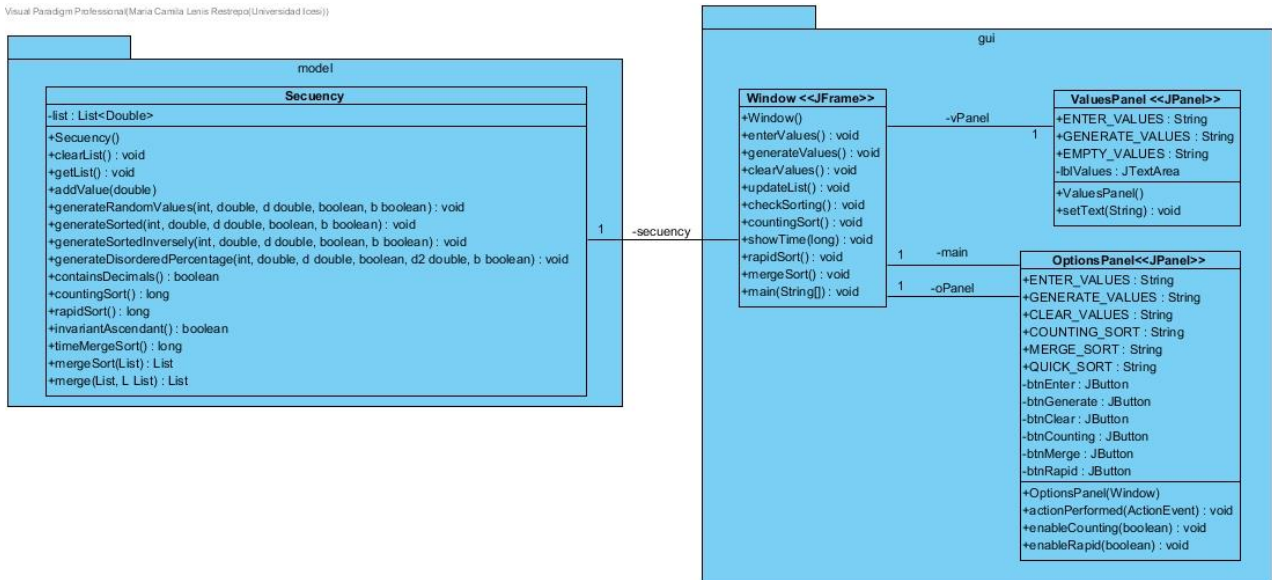 Visual Paradigm Professional(Maria Camila Lenis Restrepo(Universidad Icesi))
model
Secuency
-list : List<Double>
+Secuency()
+clearList() : void
+getList() : void
+addValue(double)
+generateRandomValues(int, double, d double, boolean, b boolean) : void
+generateSorted(int, double, d double, boolean, b boolean) : void
+generateSortedInversely(int, double, d double, boolean, b boolean) : void
+generateDisorderedPercentage(int, double, d double, boolean, d2 double, b boolean) : void
+containsDecimals() : boolean
+countingSort() : long
+rapidSort() : long
+invariantAscendant() : boolean
+timeMergeSort() : long
+mergeSort(List) : List
+merge(List, L List) : List
1
-secuency
gui
Window <<JFrame>>
+Window()
+enterValues() : void
+generateValues() : void
+clearValues() : void
+updateList() : void
+checkSorting() : void
+countingSort() : void
+showTime(long) : void
+rapidSort() : void
+mergeSort() : void
+main(String[]) : void
-vPanel
1
1
-main
1
-oPanel
ValuesPanel <<JPanel>>
+ENTER_VALUES : String
+GENERATE_VALUES : String
+EMPTY_VALUES : String
-lblValues : JTextArea
+ValuesPanel()
+setText(String) : void
OptionsPanel<<JPanel>>
+ENTER_VALUES : String
+GENERATE_VALUES : String
+CLEAR_VALUES : String
+COUNTING_SORT : String
+MERGE_SORT : String
+QUICK_SORT : String
-btnEnter : JButton
-btnGenerate : JButton
-btnClear : JButton
-btnCounting : JButton
-btnMerge : JButton
-btnRapid : JButton
+OptionsPanel(Window)
+actionPerformed(ActionEvent) : void
+enableCounting(boolean) : void
+enableRapid(boolean) : void